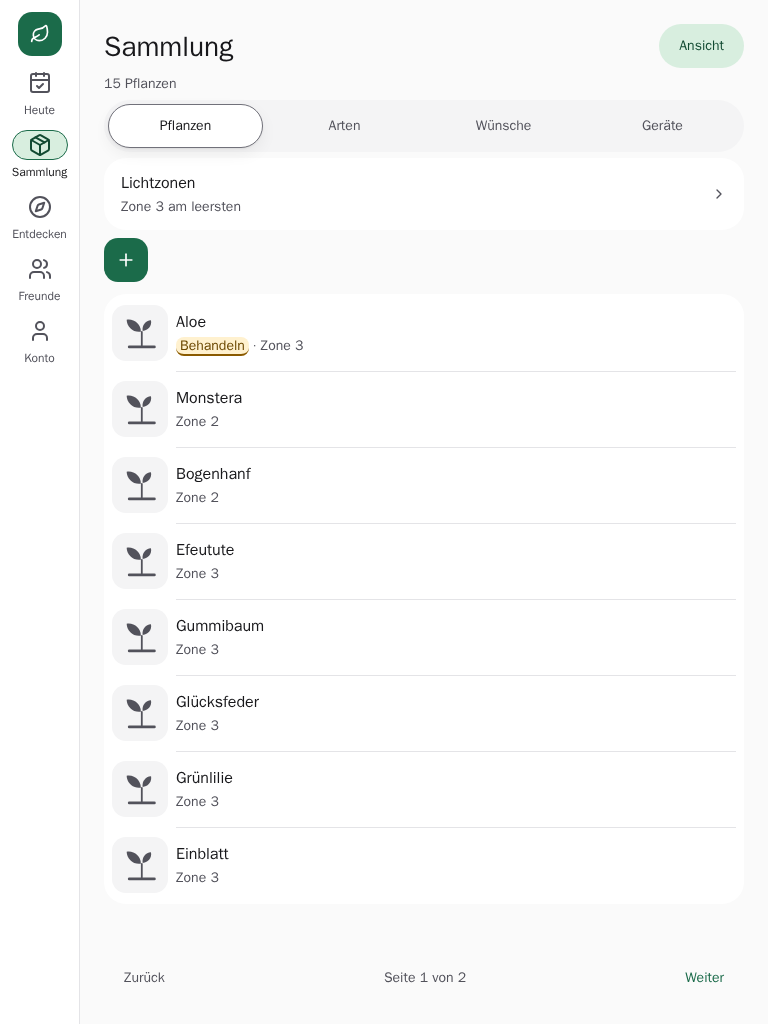 Heute
Sammlung
Entdecken
Freunde
Konto
Sammlung
Ansicht
15 Pflanzen
Pflanzen
Arten
Wünsche
Geräte
Lichtzonen
Zone 3 am leersten
Aloe
Behandeln · Zone 3
Monstera
Zone 2
Bogenhanf
Zone 2
Efeutute
Zone 3
Gummibaum
Zone 3
Glücksfeder
Zone 3
Grünlilie
Zone 3
Einblatt
Zone 3
Zurück
Seite 1 von 2
Weiter